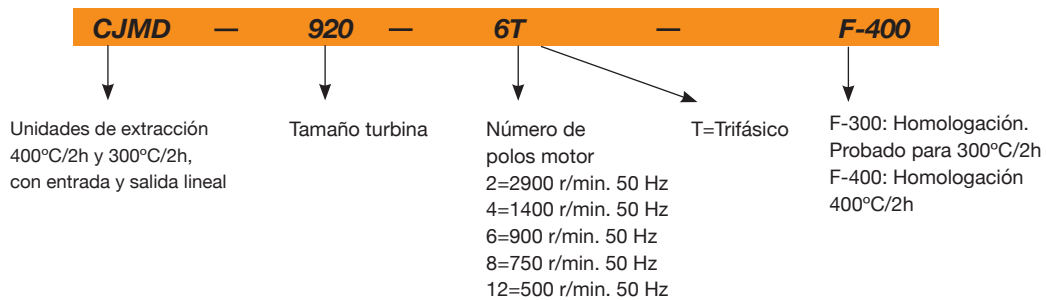 CJMD — 920 — 6T — F-400
Unidades de extracción
400ºC/2h y 300ºC/2h,
con entrada y salida lineal
Tamaño turbina
Número de
polos motor
2=2900 r/min. 50 Hz
4=1400 r/min. 50 Hz
6=900 r/min. 50 Hz
8=750 r/min. 50 Hz
12=500 r/min. 50 Hz
T=Trifásico
F-300: Homologación.
Probado para 300ºC/2h
F-400: Homologación
400ºC/2h